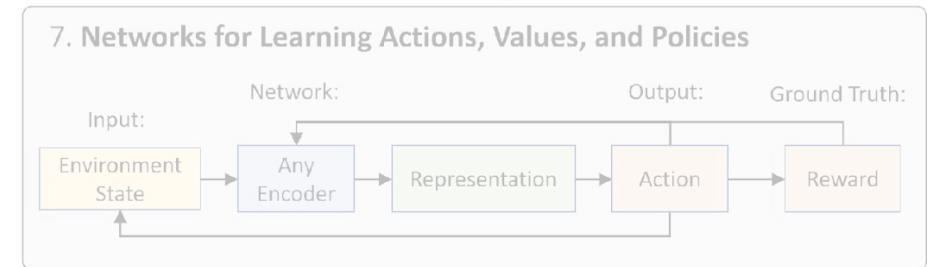 7. Networks for Learning Actions, Values, and Policies
Network:
Output:
Ground Truth:
Input:
Environment
State
Any
Encoder
Representation
Action
Reward